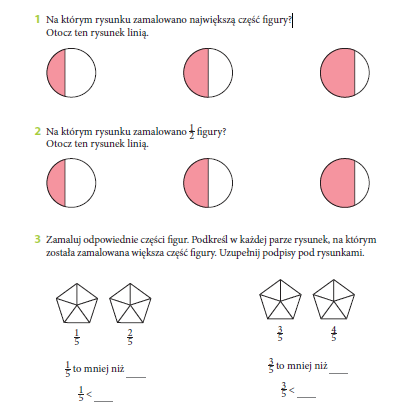 1 Na którym rysunku zamalowano największą część figury?
Otocz ten rysunek linią.
2 Na którym rysunku zamalowano 1/2 figury?
Otocz ten rysunek linią.
3 Zamaluj odpowiednie części figur. Podkreśl w każdej parze rysunek, na którym
została zamalowana większa część figury. Uzupełnij podpisy pod rysunkami.
1/5 2/5 3/5 4/5
1/5 to mniej niż ___ 3/5 to mniej niż ___
1/5 < ___ 3/5 < ___